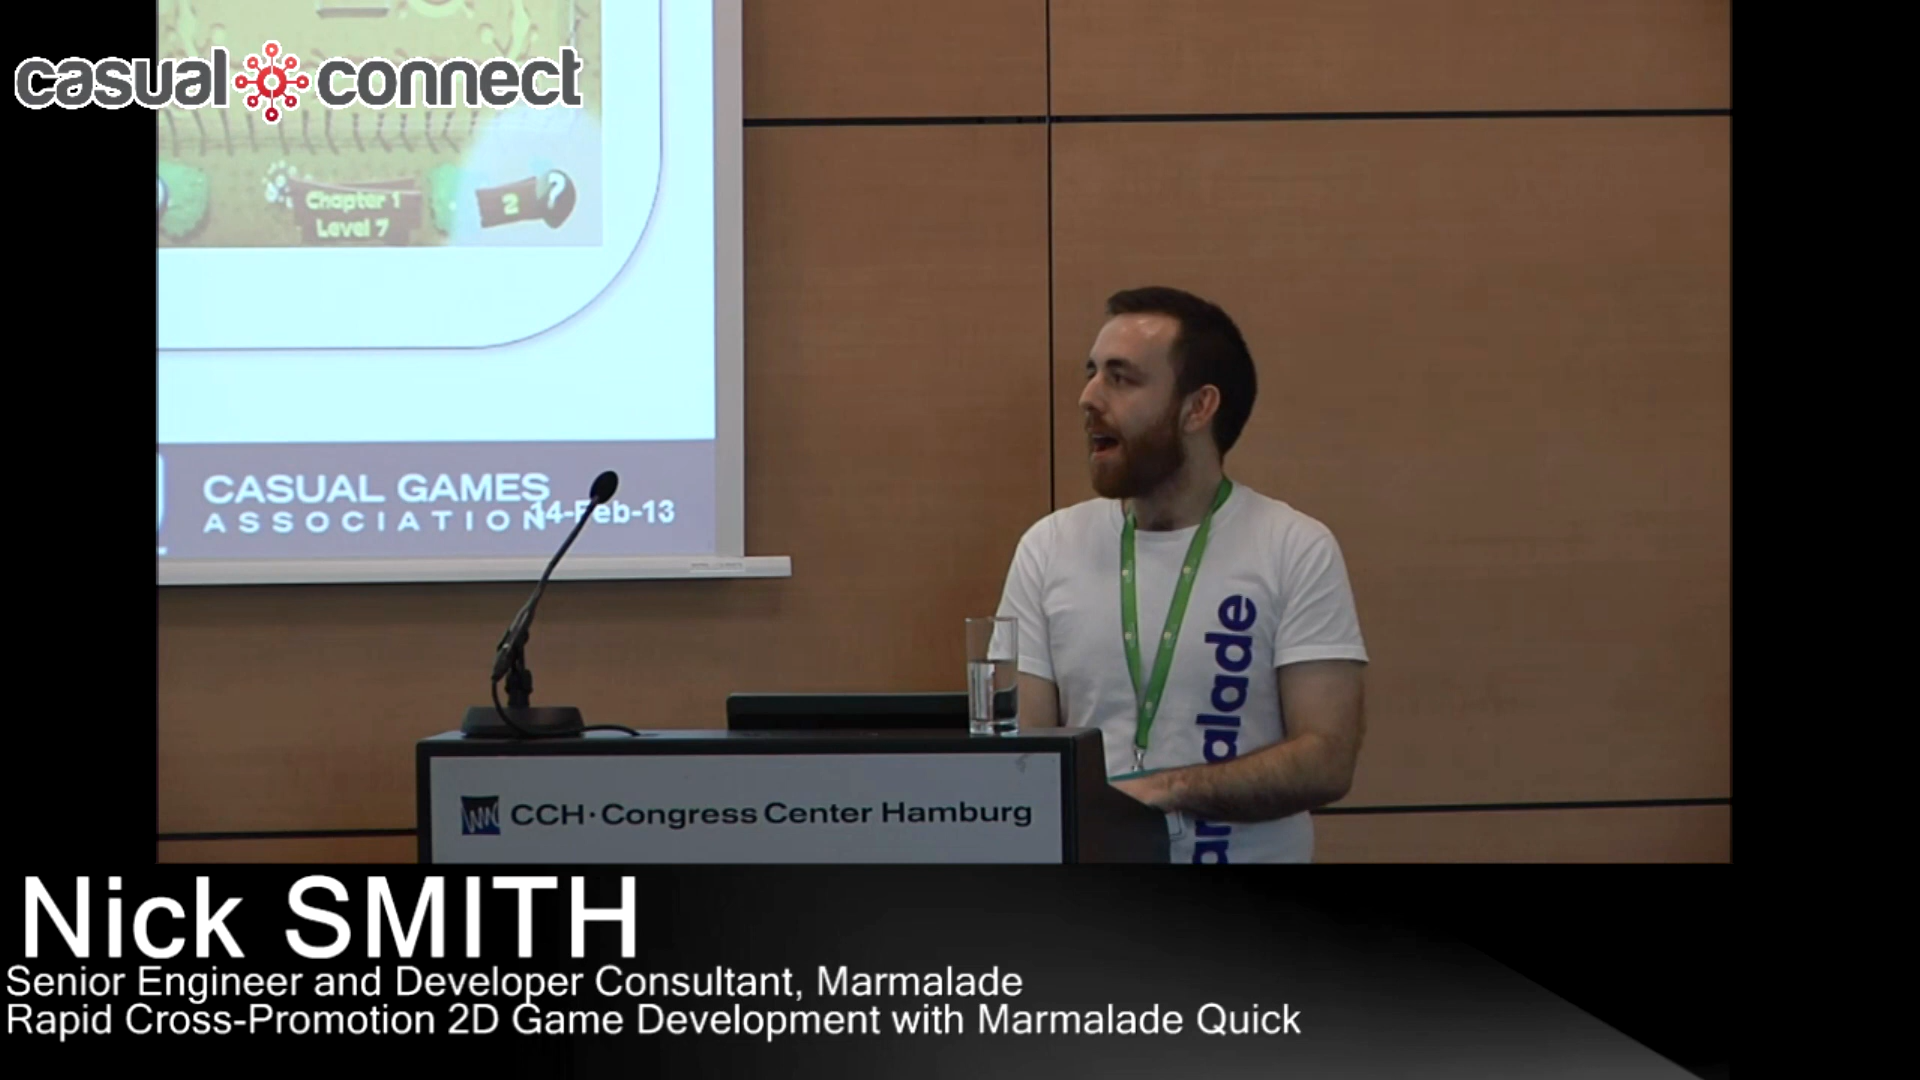 casual connect
Chapter 1
Level 7
2 ?
CASUAL GAMES
ASSOCIATION
14-Feb-13
CCH·Congress Center Hamburg
Nick SMITH
Senior Engineer and Developer Consultant, Marmalade
Rapid Cross-Promotion 2D Game Development with Marmalade Quick